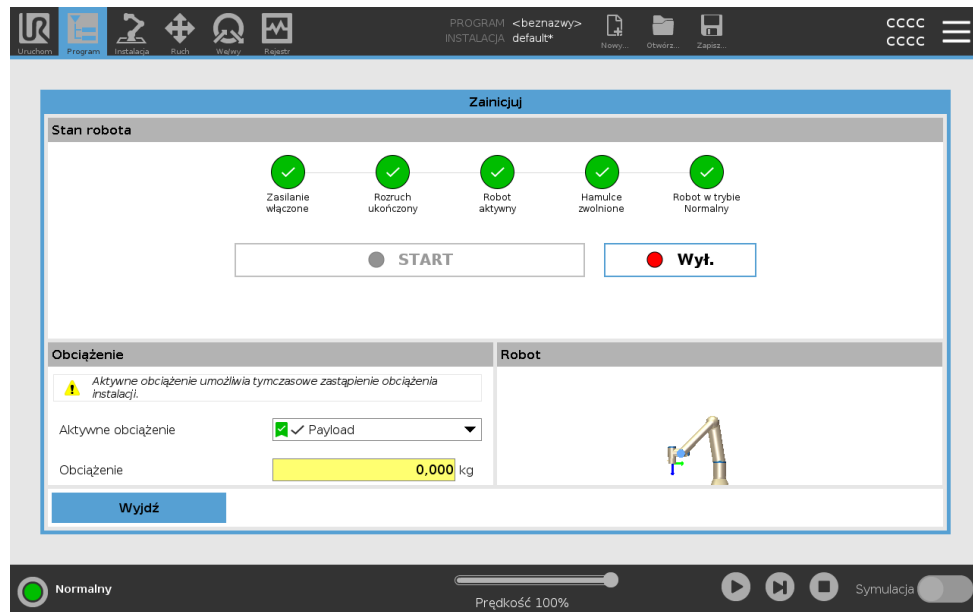 PROGRAM <beznazwy>
INSTALACJA default*
CCCC
CCCC
Uruchom Program Instalacja Ruch We/wy Rejestr Nowy... Otwórz... Zapisz...
Zainicjuj
Stan robota
Zasilanie
włączone
Rozruch
ukończony
Robot
aktywny
Hamulce
zwolnione
Robot w trybie
Normalny
START
Wył.
Obciążenie
Robot
Aktywne obciążenie umożliwia tymczasowe zastąpienie obciążenia
instalacji.
Aktywne obciążenie Payload
Obciążenie 0,000 kg
Wyjdź
Normalny
Prędkość 100%
Symulacja